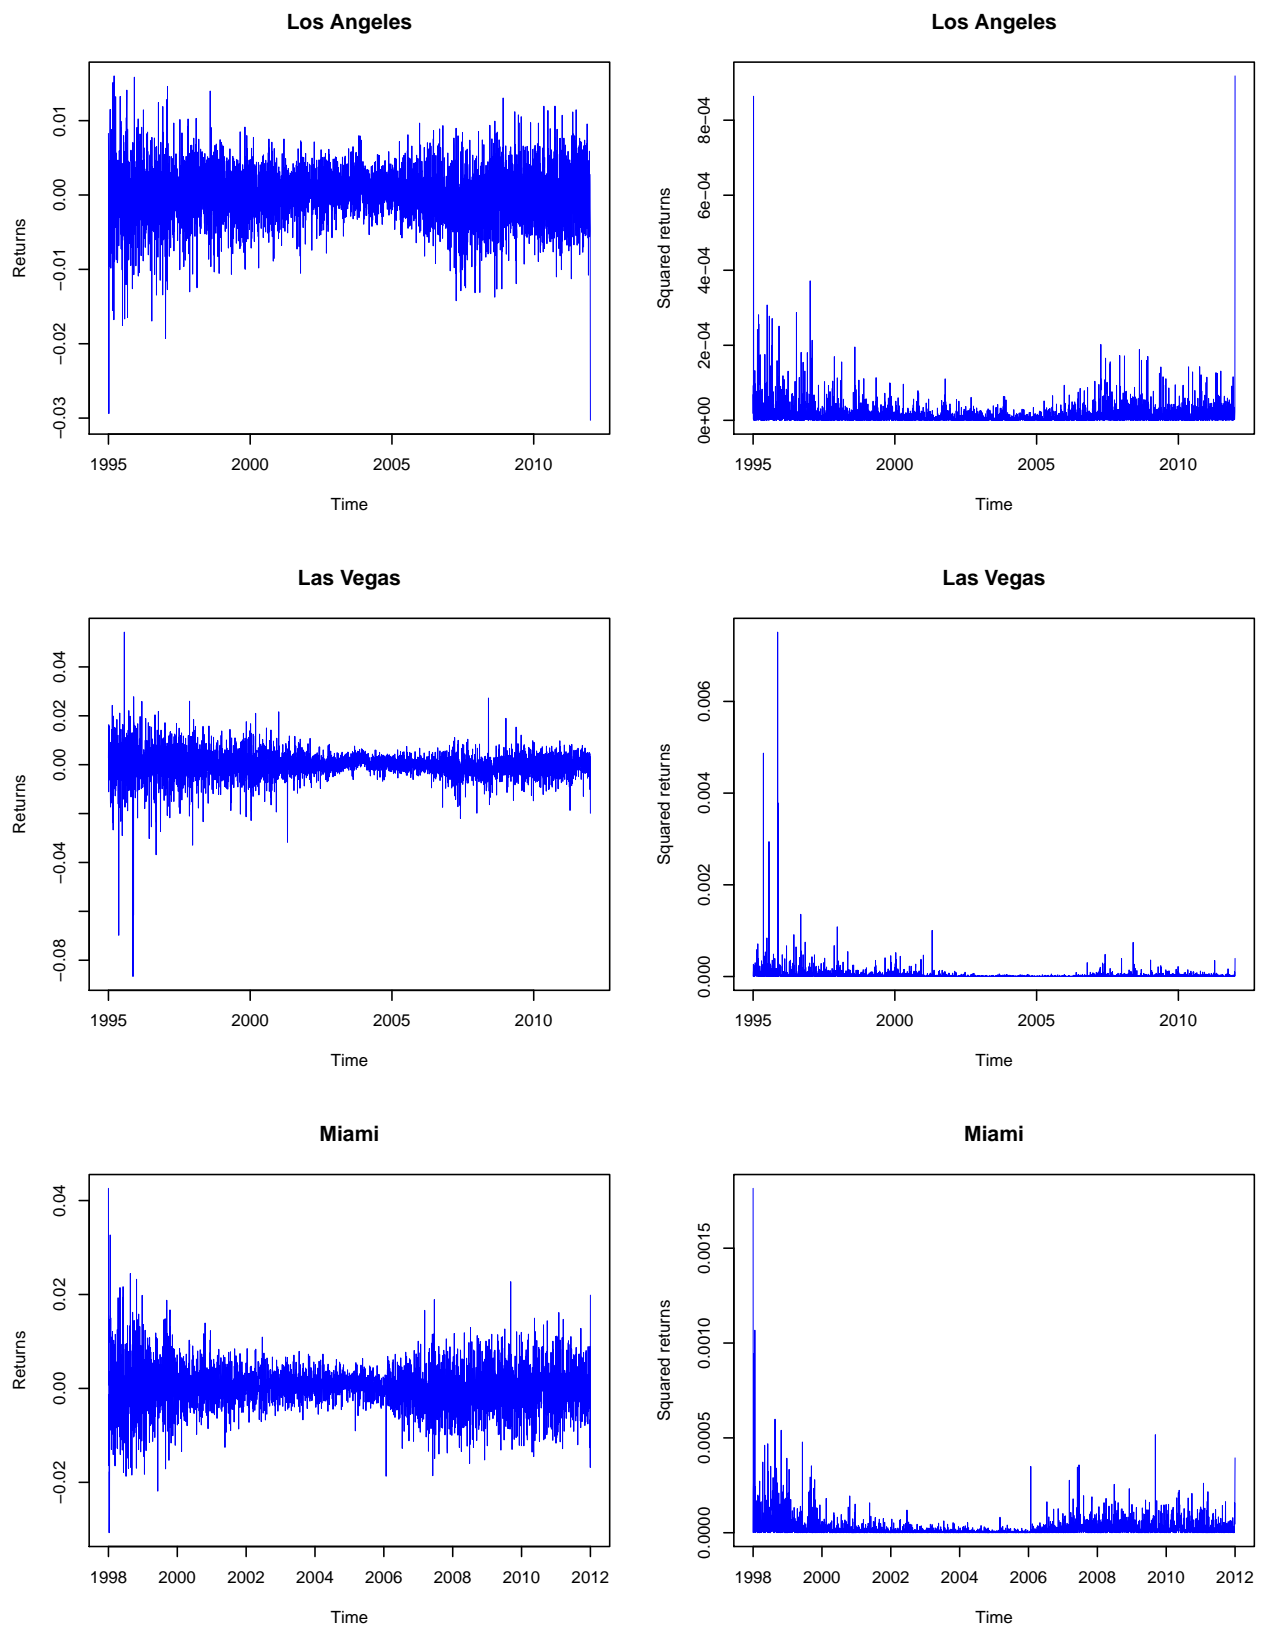 Los Angeles
Returns
0.01
0.00
−0.01
−0.02
−0.03
1995 2000 2005 2010
Time
Los Angeles
Squared returns
8e−04
6e−04
4e−04
2e−04
0e+00
1995 2000 2005 2010
Time
Las Vegas
Returns
0.04
0.02
0.00
−0.04
−0.08
1995 2000 2005 2010
Time
Las Vegas
Squared returns
0.006
0.004
0.002
0.000
1995 2000 2005 2010
Time
Miami
Returns
0.04
0.02
0.00
−0.02
1998 2000 2002 2004 2006 2008 2010 2012
Time
Miami
Squared returns
0.0015
0.0010
0.0005
0.0000
1998 2000 2002 2004 2006 2008 2010 2012
Time